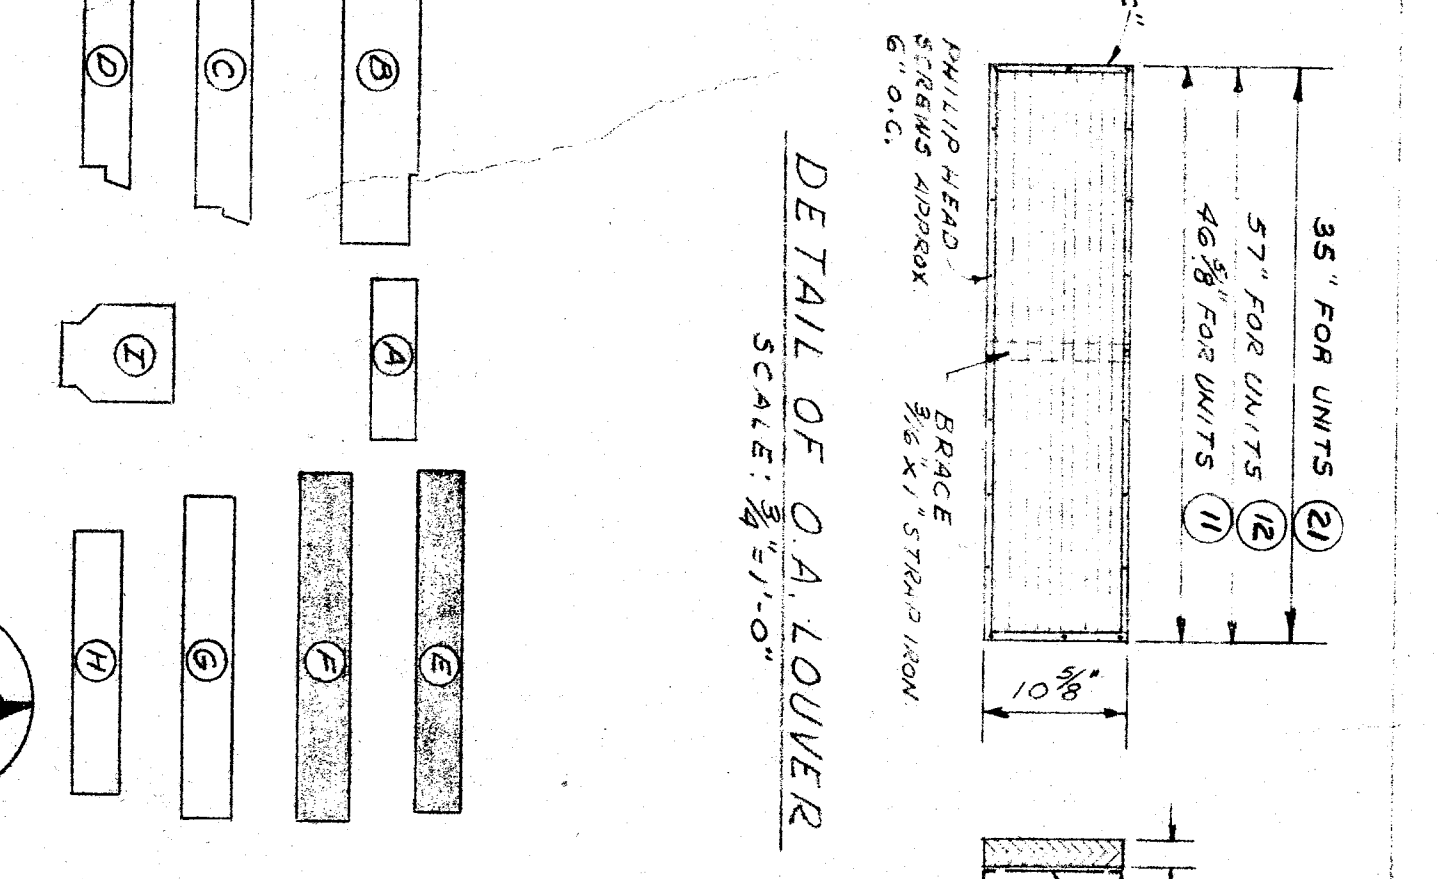 35" FOR UNITS 21
57" FOR UNITS 12
46 5/8" FOR UNITS 11
10 5/8"
PHILIP HEAD
SCREWS APPROX
6" O.C.
BRACE
3/16" X 1" STRAP IRON.
DETAIL OF O.A. LOUVER
SCALE: 3/4" = 1'-0"
B
C
D
A
I
E
F
G
H